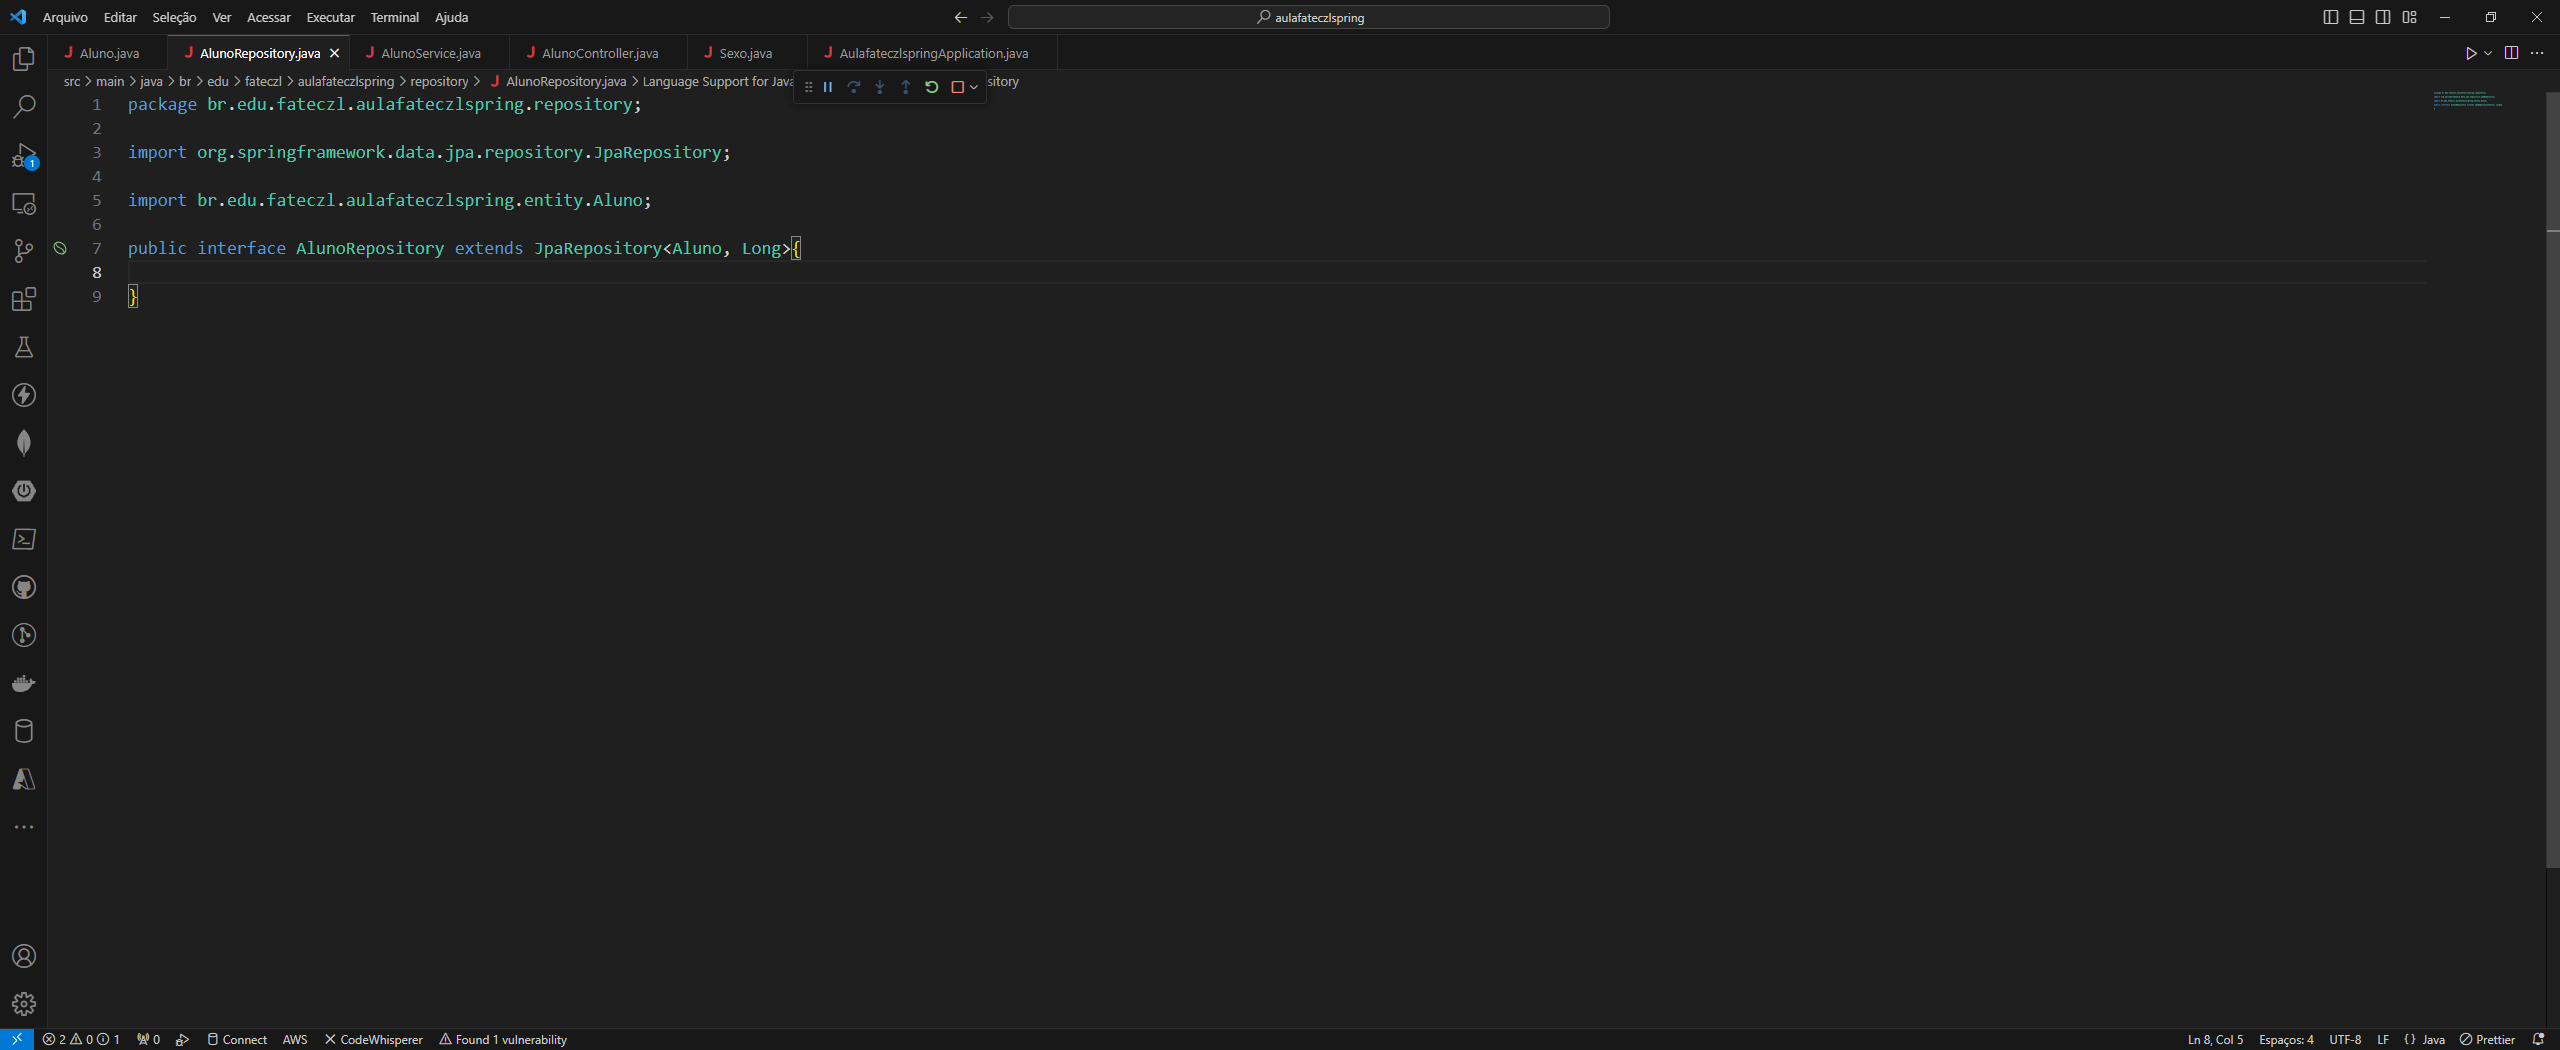 Arquivo Editar Seleção Ver Acessar Executar Terminal Ajuda
aulafateczlspring
J Aluno.java J AlunoRepository.java J AlunoService.java J AlunoController.java J Sexo.java J AulafateczlspringApplication.java
src > main > java > br > edu > fateczl > aulafateczlspring > repository > J AlunoRepository.java > Language Support for Java sitory
1 package br.edu.fateczl.aulafateczlspring.repository;
2
3 import org.springframework.data.jpa.repository.JpaRepository;
4
5 import br.edu.fateczl.aulafateczlspring.entity.Aluno;
6
7 public interface AlunoRepository extends JpaRepository<Aluno, Long>{
8
9 }
1
2 0 1 0 Connect AWS CodeWhisperer Found 1 vulnerability Ln 8, Col 5 Espaços: 4 UTF-8 LF {} Java Prettier